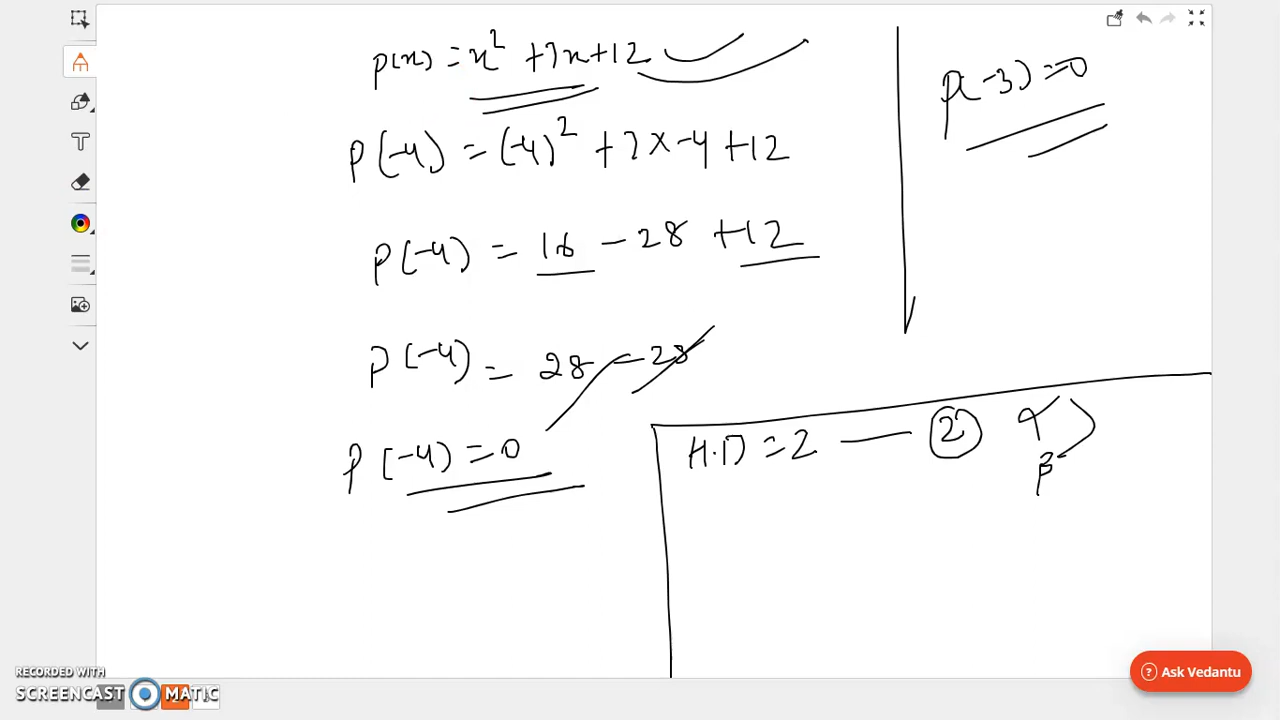 p(x) = x² + 7x + 12
p(-4) = (-4)² + 7 × -4 + 12
p(-4) = 16 - 28 + 12
p(-4) = 28 - 28
p(-4) = 0
p(-3) = 0
H.D = 2 — 2 α
β
RECORDED WITH
SCREENCAST MATIC
? Ask Vedantu